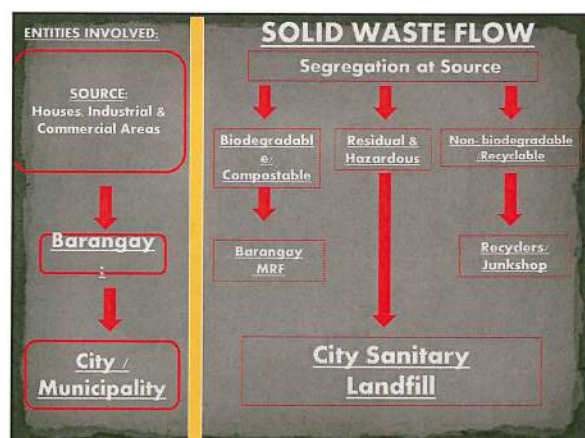 ENTITIES INVOLVED:
SOURCE:
Houses, Industrial &
Commercial Areas
Barangay
:
City /
Municipality
SOLID WASTE FLOW
Segregation at Source
Biodegradabl
e/
Compostable
Residual &
Hazardous
Non-biodegradable
/Recyclable
Barangay
MRF
Recyclers/
Junkshop
City Sanitary
Landfill